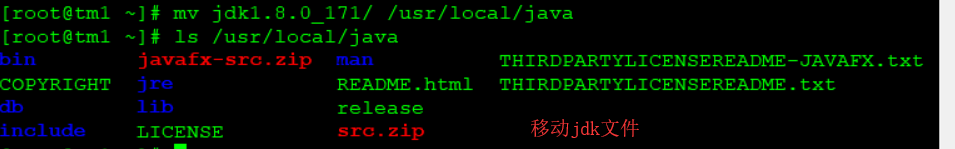 [root@tm1 ~]# mv jdk1.8.0_171/ /usr/local/java
[root@tm1 ~]# ls /usr/local/java
bin javafx-src.zip man THIRDPARTYLICENSEREADME-JAVAFX.txt
COPYRIGHT jre README.html THIRDPARTYLICENSEREADME.txt
db lib release
include LICENSE src.zip 移动jdk文件